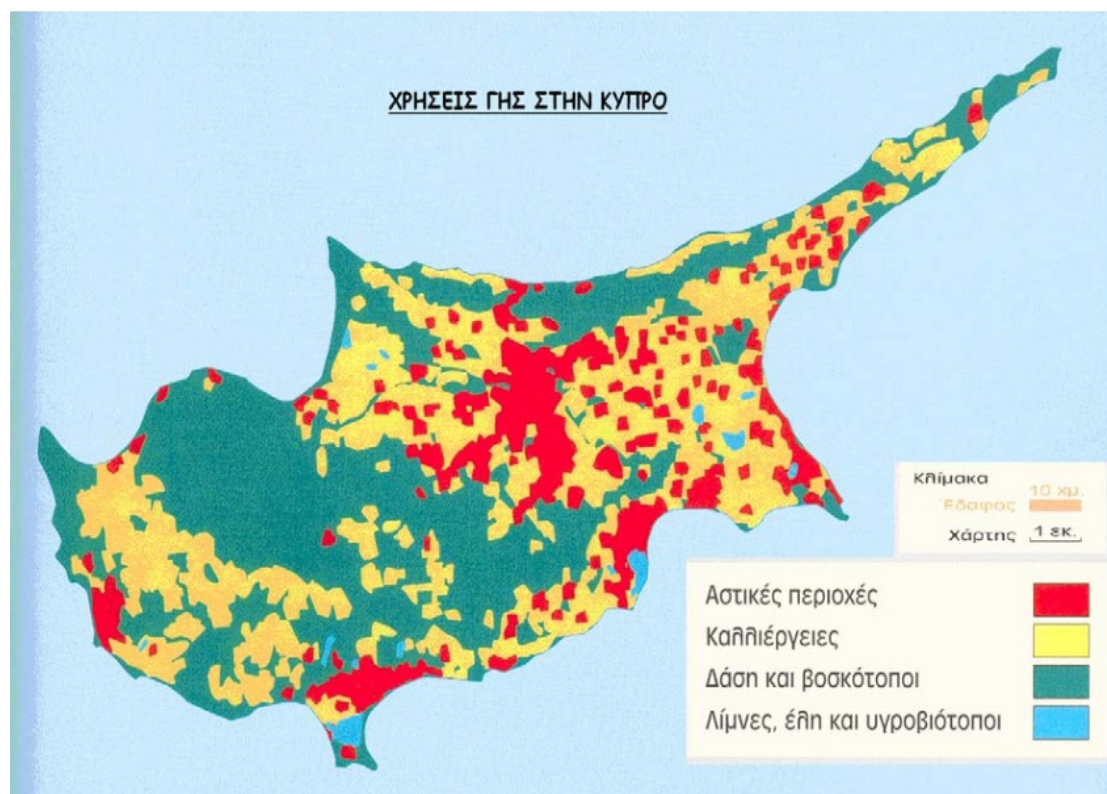 ΧΡΗΣΕΙΣ ΓΗΣ ΣΤΗΝ ΚΥΠΡΟ
Κλίμακα
Έδαφος 10 χμ.
Χάρτης 1 εκ.
Αστικές περιοχές
Καλλιέργειες
Δάση και βοσκότοποι
Λίμνες, έλη και υγροβιότοποι